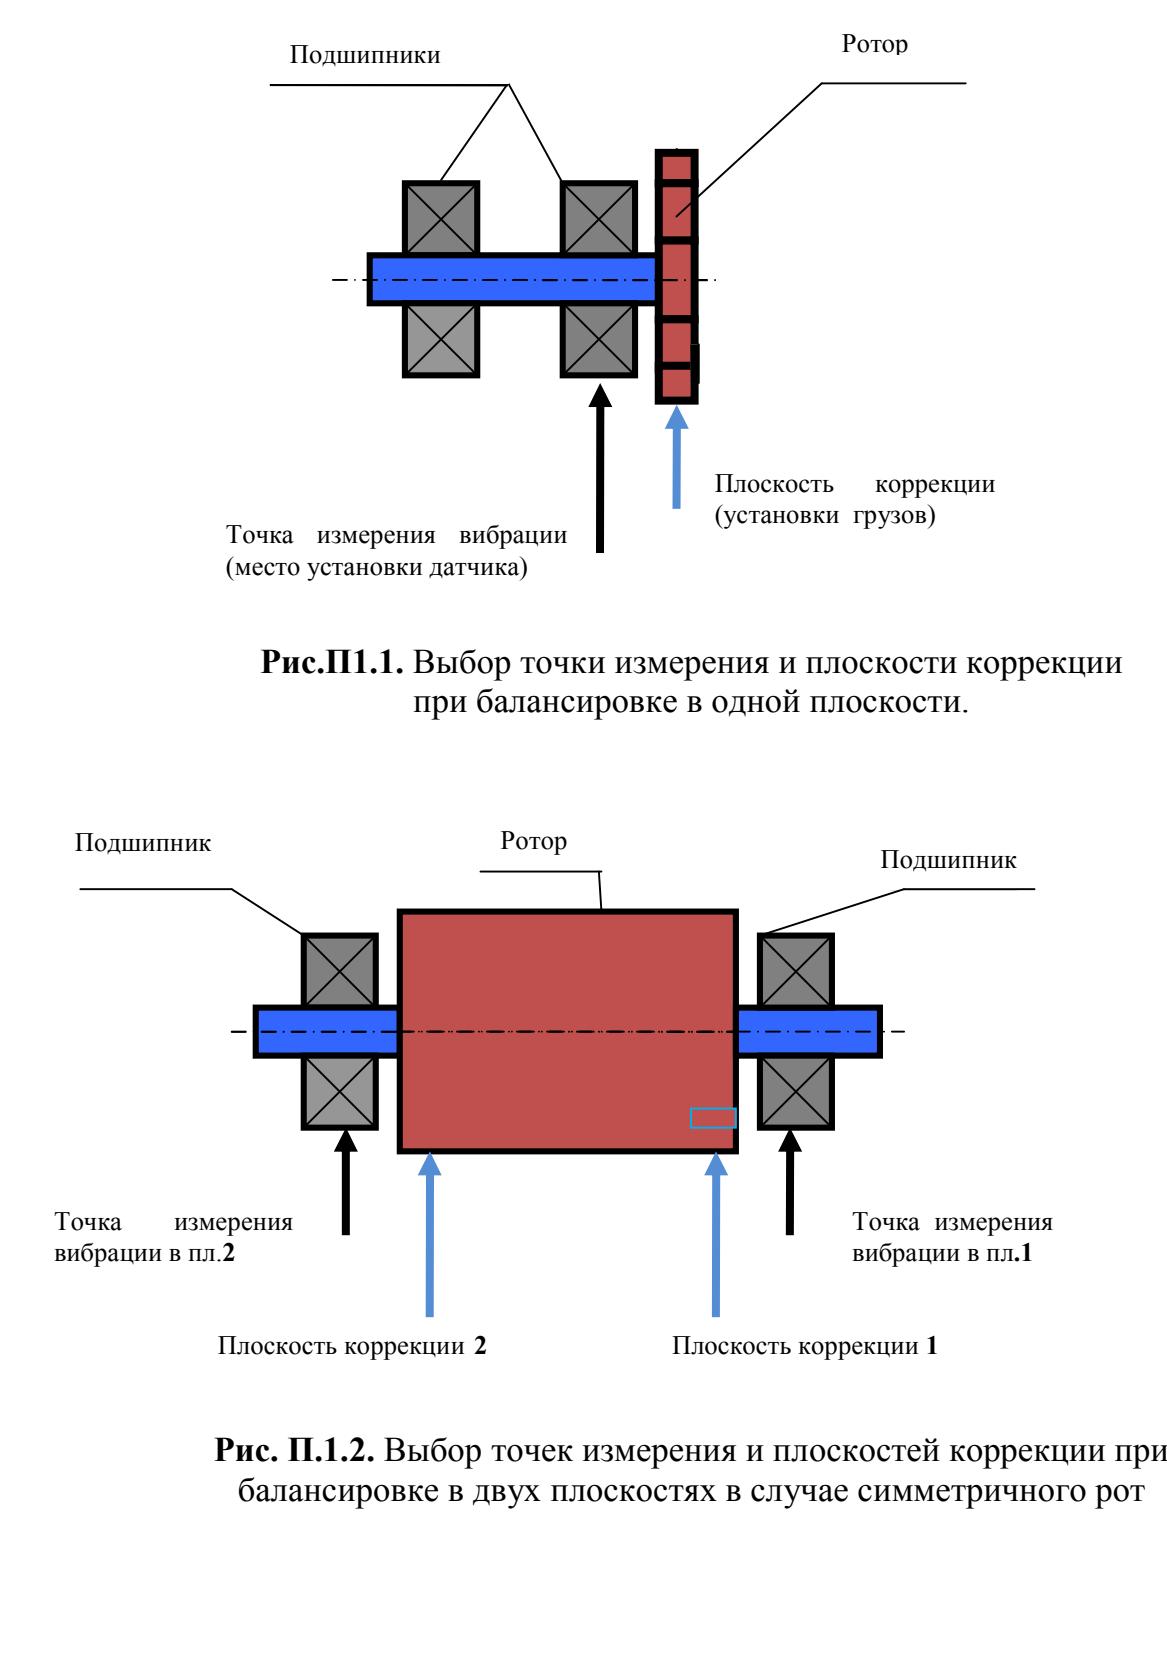 Подшипники
Ротор
Плоскость коррекции
(установки грузов)
Точка измерения вибрации
(место установки датчика)
Рис.П1.1. Выбор точки измерения и плоскости коррекции
при балансировке в одной плоскости.
Подшипник
Ротор
Подшипник
Точка измерения
вибрации в пл.2
Точка измерения
вибрации в пл.1
Плоскость коррекции 2
Плоскость коррекции 1
Рис. П.1.2. Выбор точек измерения и плоскостей коррекции при
балансировке в двух плоскостях в случае симметричного рот